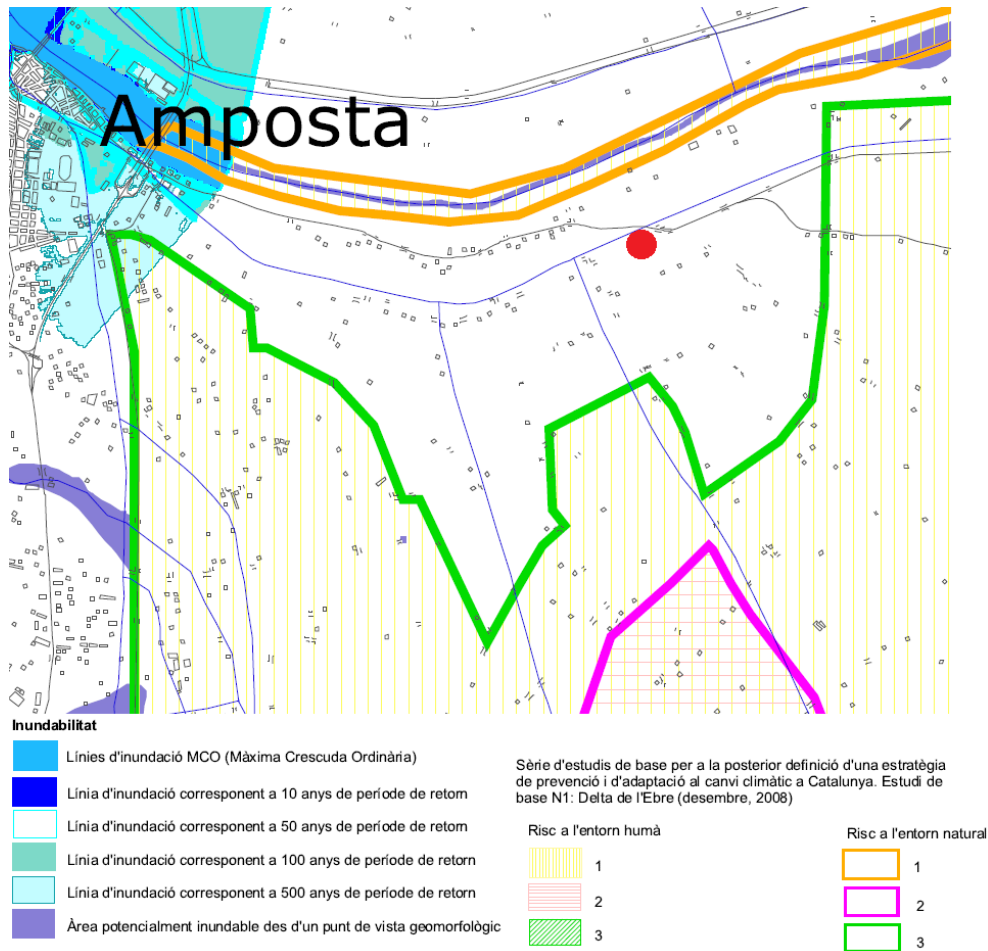 Amposta
Inundabilitat
Línies d'inundació MCO (Màxima Crescuda Ordinària)
Línia d'inundació corresponent a 10 anys de període de retorn
Línia d'inundació corresponent a 50 anys de període de retorn
Línia d'inundació corresponent a 100 anys de període de retorn
Línia d'inundació corresponent a 500 anys de període de retorn
Àrea potencialment inundable des d'un punt de vista geomorfològic
Sèrie d'estudis de base per a la posterior definició d'una estratègia
de prevenció i d'adaptació al canvi climàtic a Catalunya. Estudi de
base N1: Delta de l'Ebre (desembre, 2008)
Risc a l'entorn humà
1
2
3
Risc a l'entorn natural
1
2
3